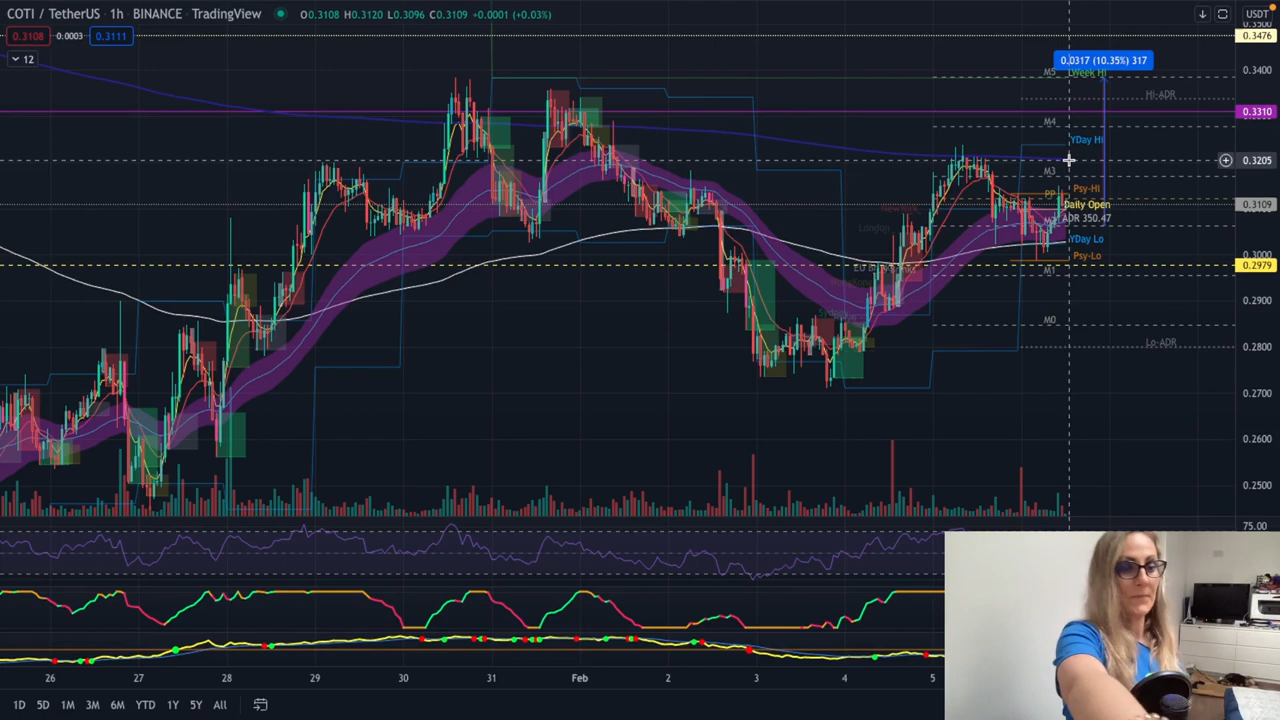 COTI / TetherUS · 1h · BINANCE · TradingView O0.3108 H0.3120 L0.3096 C0.3109 +0.0001 (+0.03%) USDT
0.3108 0.0003 0.3111
0.3476
12
0.0317 (10.35%) 317
0.3400
M5 LWeek Hi
Hi-ADR
0.3310
M4
YDay Hi
0.3205
M3
Psy-Hi
PP
NewYork
Daily Open
0.3109
ADR 350.47
London
YDay Lo
0.3000
Psy-Lo
0.2979
M1
0.2900
M0
Lo-ADR
0.2800
0.2700
0.2600
0.2500
75.00
26 27 28 29 30 31 Feb 2 3 4 5
1D 5D 1M 3M 6M YTD 1Y 5Y All